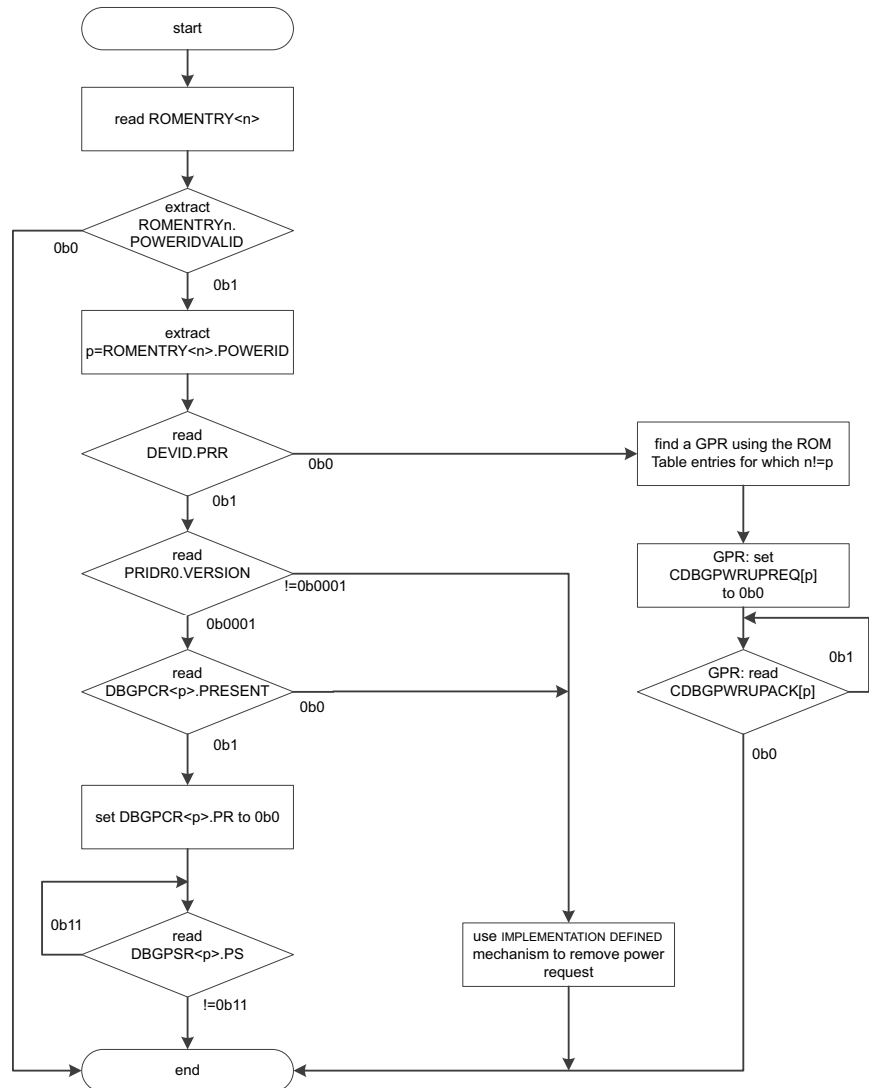 start
read ROMENTRY<n>
extract
ROMENTRYn.
POWERIDVALID
0b0
0b1
extract
p=ROMENTRY<n>.POWERID
read
DEVID.PRR
0b0
0b1
find a GPR using the ROM
Table entries for which n!=p
read
PRIDR0.VERSION
!=0b0001
0b0001
GPR: set
CDBGPWRUPREQ[p]
to 0b0
read
DBGPCR<p>.PRESENT
0b0
0b1
GPR: read
CDBGPWRUPACK[p]
0b1
0b0
set DBGPCR<p>.PR to 0b0
0b11
read
DBGPSR<p>.PS
!=0b11
use IMPLEMENTATION DEFINED
mechanism to remove power
request
end